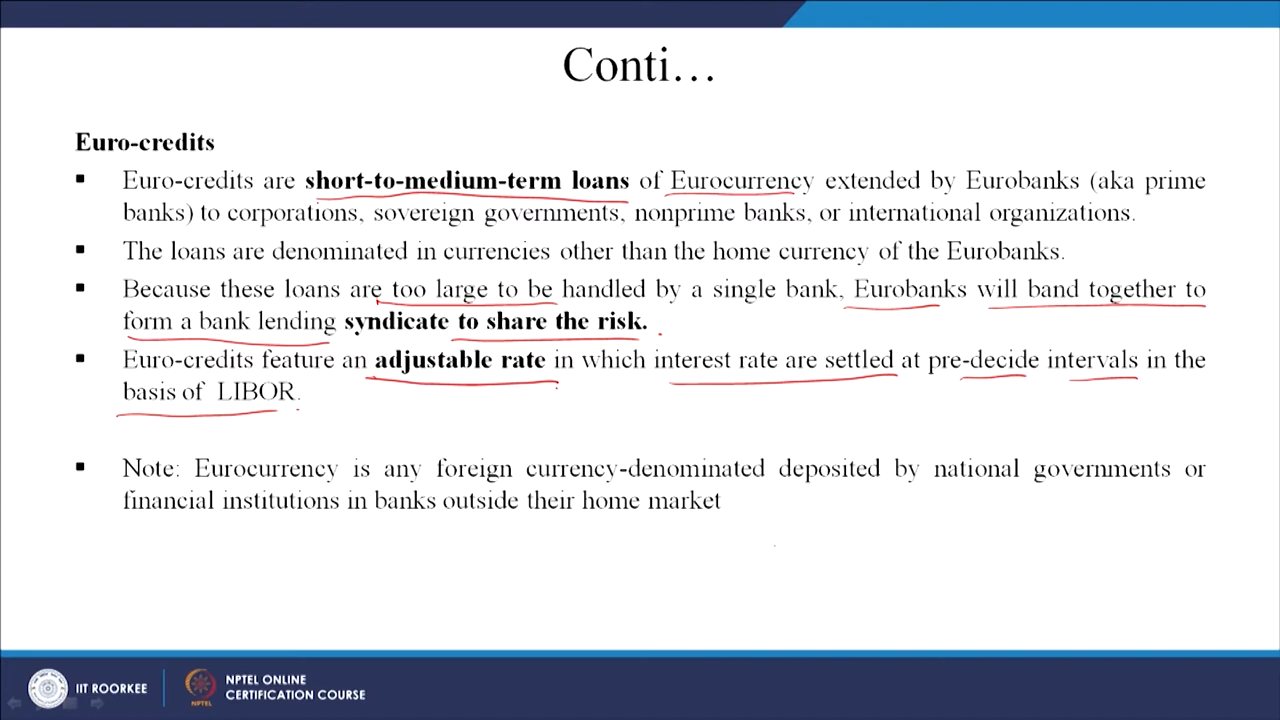 Conti…
Euro-credits
▪ Euro-credits are short-to-medium-term loans of Eurocurrency extended by Eurobanks (aka prime
banks) to corporations, sovereign governments, nonprime banks, or international organizations.
▪ The loans are denominated in currencies other than the home currency of the Eurobanks.
▪ Because these loans are too large to be handled by a single bank, Eurobanks will band together to
form a bank lending syndicate to share the risk.
▪ Euro-credits feature an adjustable rate in which interest rate are settled at pre-decide intervals in the
basis of LIBOR.
▪ Note: Eurocurrency is any foreign currency-denominated deposited by national governments or
financial institutions in banks outside their home market
IIT ROORKEE
NPTEL
NPTEL ONLINE
CERTIFICATION COURSE